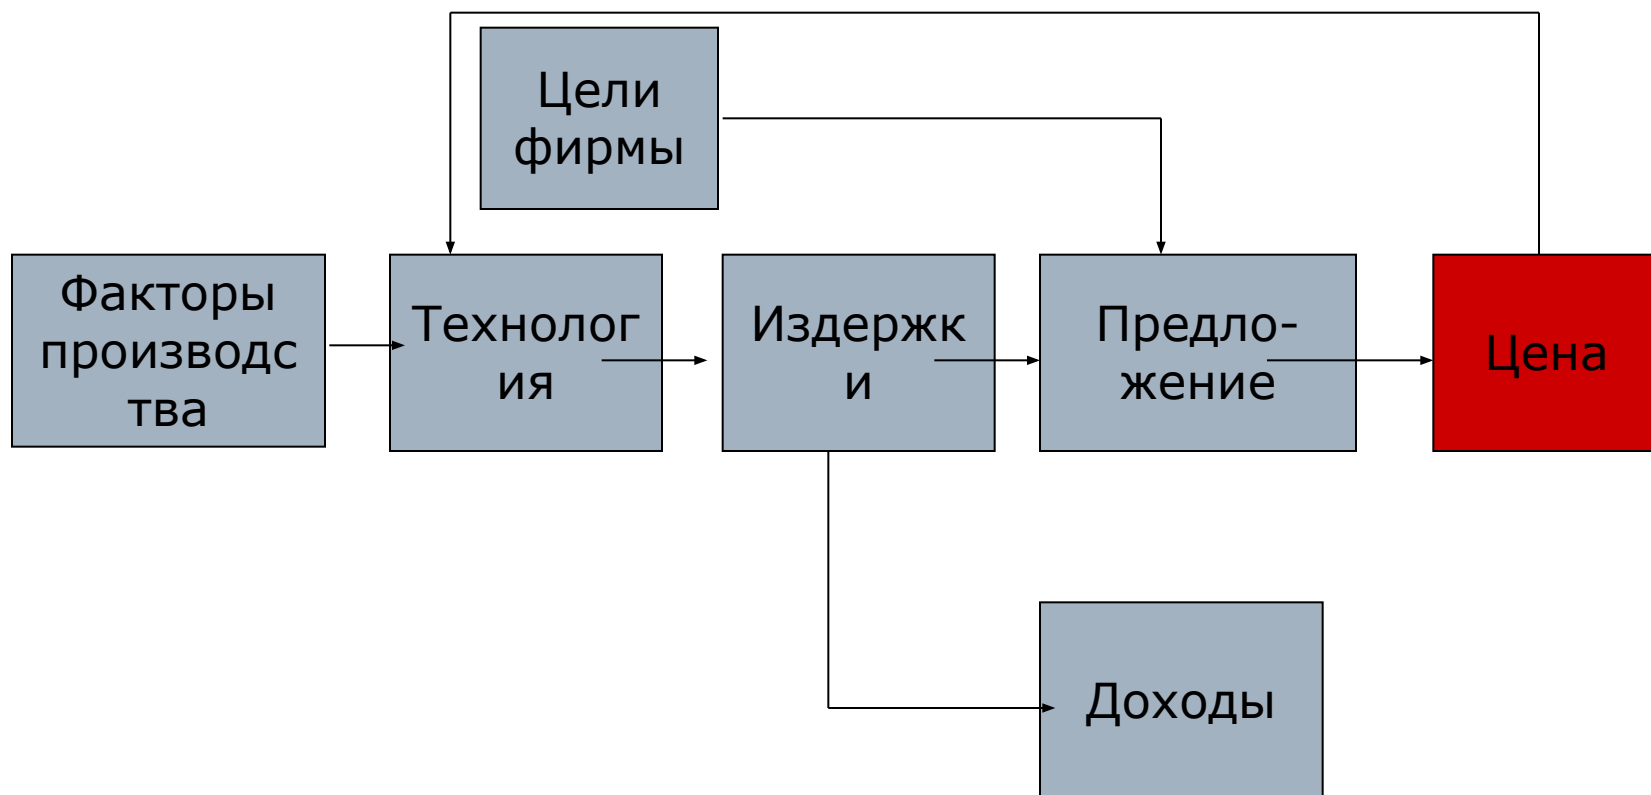 Цели
фирмы
Факторы
производс
тва
Технолог
ия
Издержк
и
Предло-
жение
Цена
Доходы